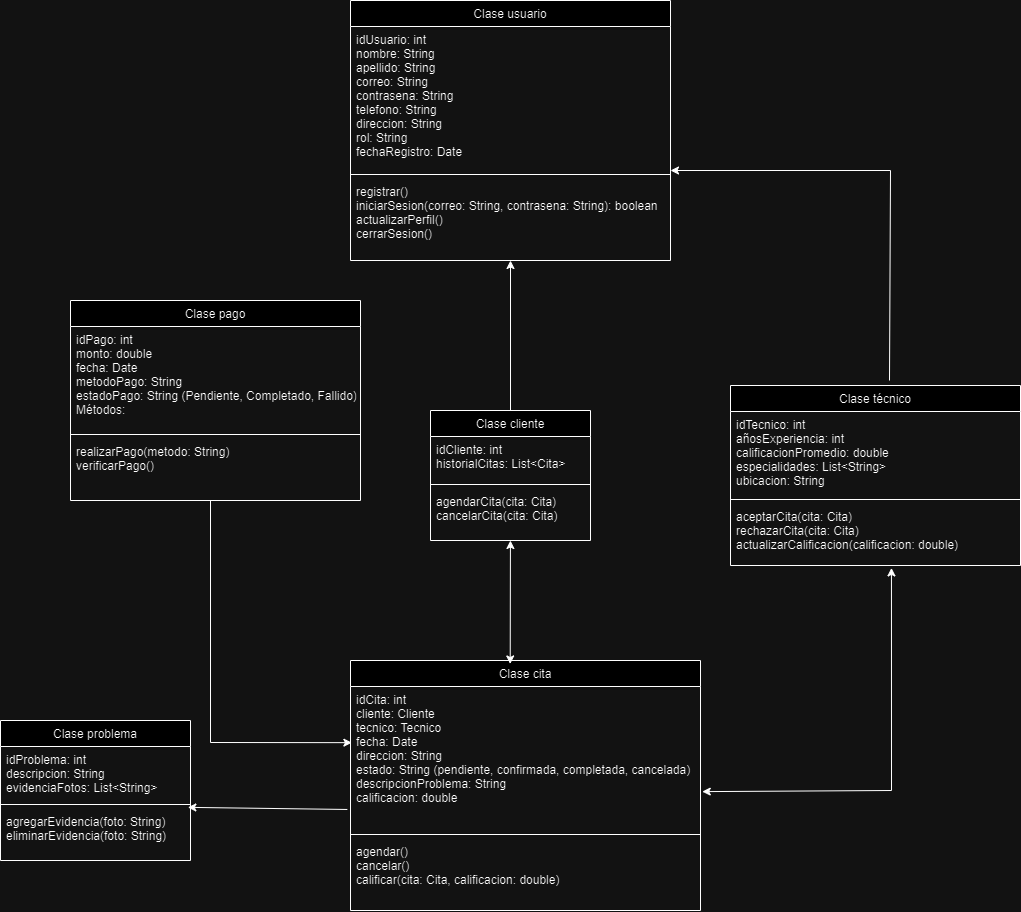 Clase usuario
idUsuario: int
nombre: String
apellido: String
correo: String
contrasena: String
telefono: String
direccion: String
rol: String
fechaRegistro: Date
registrar()
iniciarSesion(correo: String, contrasena: String): boolean
actualizarPerfil()
cerrarSesion()
Clase pago
idPago: int
monto: double
fecha: Date
metodoPago: String
estadoPago: String (Pendiente, Completado, Fallido)
Métodos:
realizarPago(metodo: String)
verificarPago()
Clase cliente
idCliente: int
historialCitas: List<Cita>
agendarCita(cita: Cita)
cancelarCita(cita: Cita)
Clase técnico
idTecnico: int
añosExperiencia: int
calificacionPromedio: double
especialidades: List<String>
ubicacion: String
aceptarCita(cita: Cita)
rechazarCita(cita: Cita)
actualizarCalificacion(calificacion: double)
Clase cita
idCita: int
cliente: Cliente
tecnico: Tecnico
fecha: Date
direccion: String
estado: String (pendiente, confirmada, completada, cancelada)
descripcionProblema: String
calificacion: double
agendar()
cancelar()
calificar(cita: Cita, calificacion: double)
Clase problema
idProblema: int
descripcion: String
evidenciaFotos: List<String>
agregarEvidencia(foto: String)
eliminarEvidencia(foto: String)